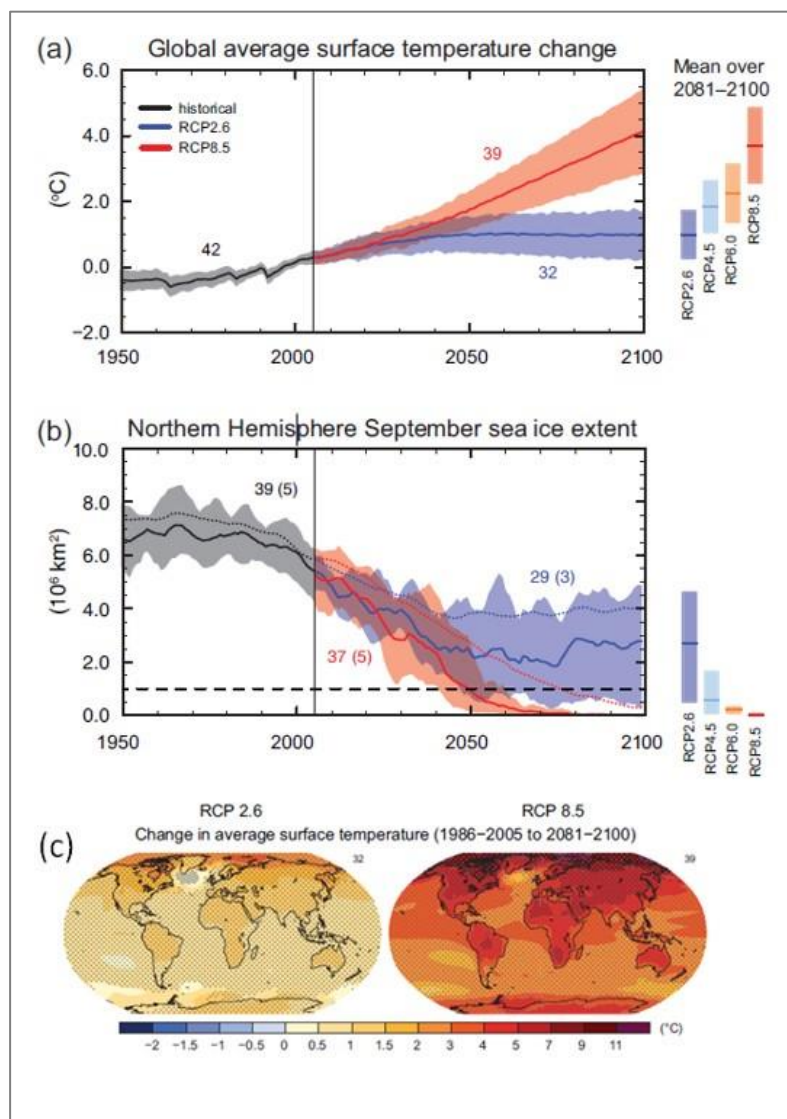 (a)
Global average surface temperature change
Mean over
2081–2100
6.0
4.0
2.0
0.0
−2.0
(°C)
historical
RCP2.6
RCP8.5
42
39
32
1950
2000
2050
2100
RCP2.6
RCP4.5
RCP6.0
RCP8.5
(b)
Northern Hemisphere September sea ice extent
10.0
8.0
6.0
4.0
2.0
0.0
(10⁶ km²)
39 (5)
29 (3)
37 (5)
1950
2000
2050
2100
RCP2.6
RCP4.5
RCP6.0
RCP8.5
(c)
RCP 2.6
RCP 8.5
Change in average surface temperature (1986−2005 to 2081−2100)
32
39
−2 −1.5 −1 −0.5 0 0.5 1 1.5 2 3 4 5 7 9 11 (°C)